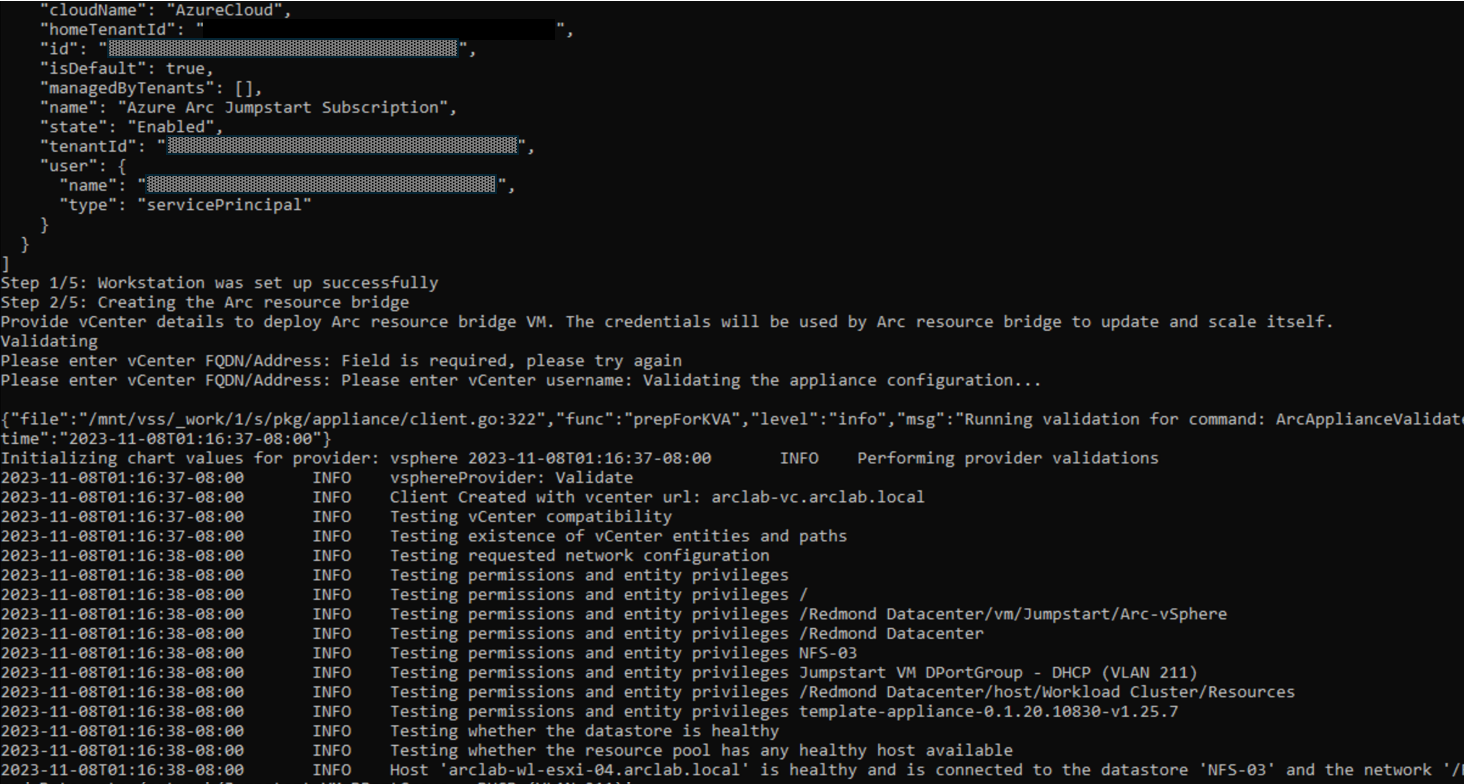 "cloudName": "AzureCloud",
"homeTenantId": " ",
"id": " ",
"isDefault": true,
"managedByTenants": [],
"name": "Azure Arc Jumpstart Subscription",
"state": "Enabled",
"tenantId": " ",
"user": {
"name": " ",
"type": "servicePrincipal"
}
}
]
Step 1/5: Workstation was set up successfully
Step 2/5: Creating the Arc resource bridge
Provide vCenter details to deploy Arc resource bridge VM. The credentials will be used by Arc resource bridge to update and scale itself.
Validating
Please enter vCenter FQDN/Address: Field is required, please try again
Please enter vCenter FQDN/Address: Please enter vCenter username: Validating the appliance configuration...
{"file":"/mnt/vss/_work/1/s/pkg/appliance/client.go:322","func":"prepForKVA","level":"info","msg":"Running validation for command: ArcApplianceValidate
time":"2023-11-08T01:16:37-08:00"}
Initializing chart values for provider: vsphere 2023-11-08T01:16:37-08:00 INFO Performing provider validations
2023-11-08T01:16:37-08:00 INFO vsphereProvider: Validate
2023-11-08T01:16:37-08:00 INFO Client Created with vcenter url: arclab-vc.arclab.local
2023-11-08T01:16:37-08:00 INFO Testing vCenter compatibility
2023-11-08T01:16:37-08:00 INFO Testing existence of vCenter entities and paths
2023-11-08T01:16:38-08:00 INFO Testing requested network configuration
2023-11-08T01:16:38-08:00 INFO Testing permissions and entity privileges
2023-11-08T01:16:38-08:00 INFO Testing permissions and entity privileges /
2023-11-08T01:16:38-08:00 INFO Testing permissions and entity privileges /Redmond Datacenter/vm/Jumpstart/Arc-vSphere
2023-11-08T01:16:38-08:00 INFO Testing permissions and entity privileges /Redmond Datacenter
2023-11-08T01:16:38-08:00 INFO Testing permissions and entity privileges NFS-03
2023-11-08T01:16:38-08:00 INFO Testing permissions and entity privileges Jumpstart VM DPortGroup - DHCP (VLAN 211)
2023-11-08T01:16:38-08:00 INFO Testing permissions and entity privileges /Redmond Datacenter/host/Workload Cluster/Resources
2023-11-08T01:16:38-08:00 INFO Testing permissions and entity privileges template-appliance-0.1.20.10830-v1.25.7
2023-11-08T01:16:38-08:00 INFO Testing whether the datastore is healthy
2023-11-08T01:16:38-08:00 INFO Testing whether the resource pool has any healthy host available
2023-11-08T01:16:38-08:00 INFO Host 'arclab-wl-esxi-04.arclab.local' is healthy and is connected to the datastore 'NFS-03' and the network '/